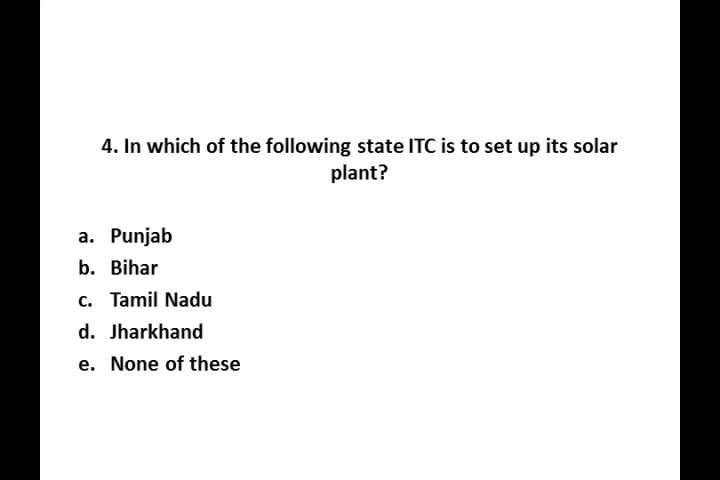 4. In which of the following state ITC is to set up its solar
plant?
a. Punjab
b. Bihar
c. Tamil Nadu
d. Jharkhand
e. None of these